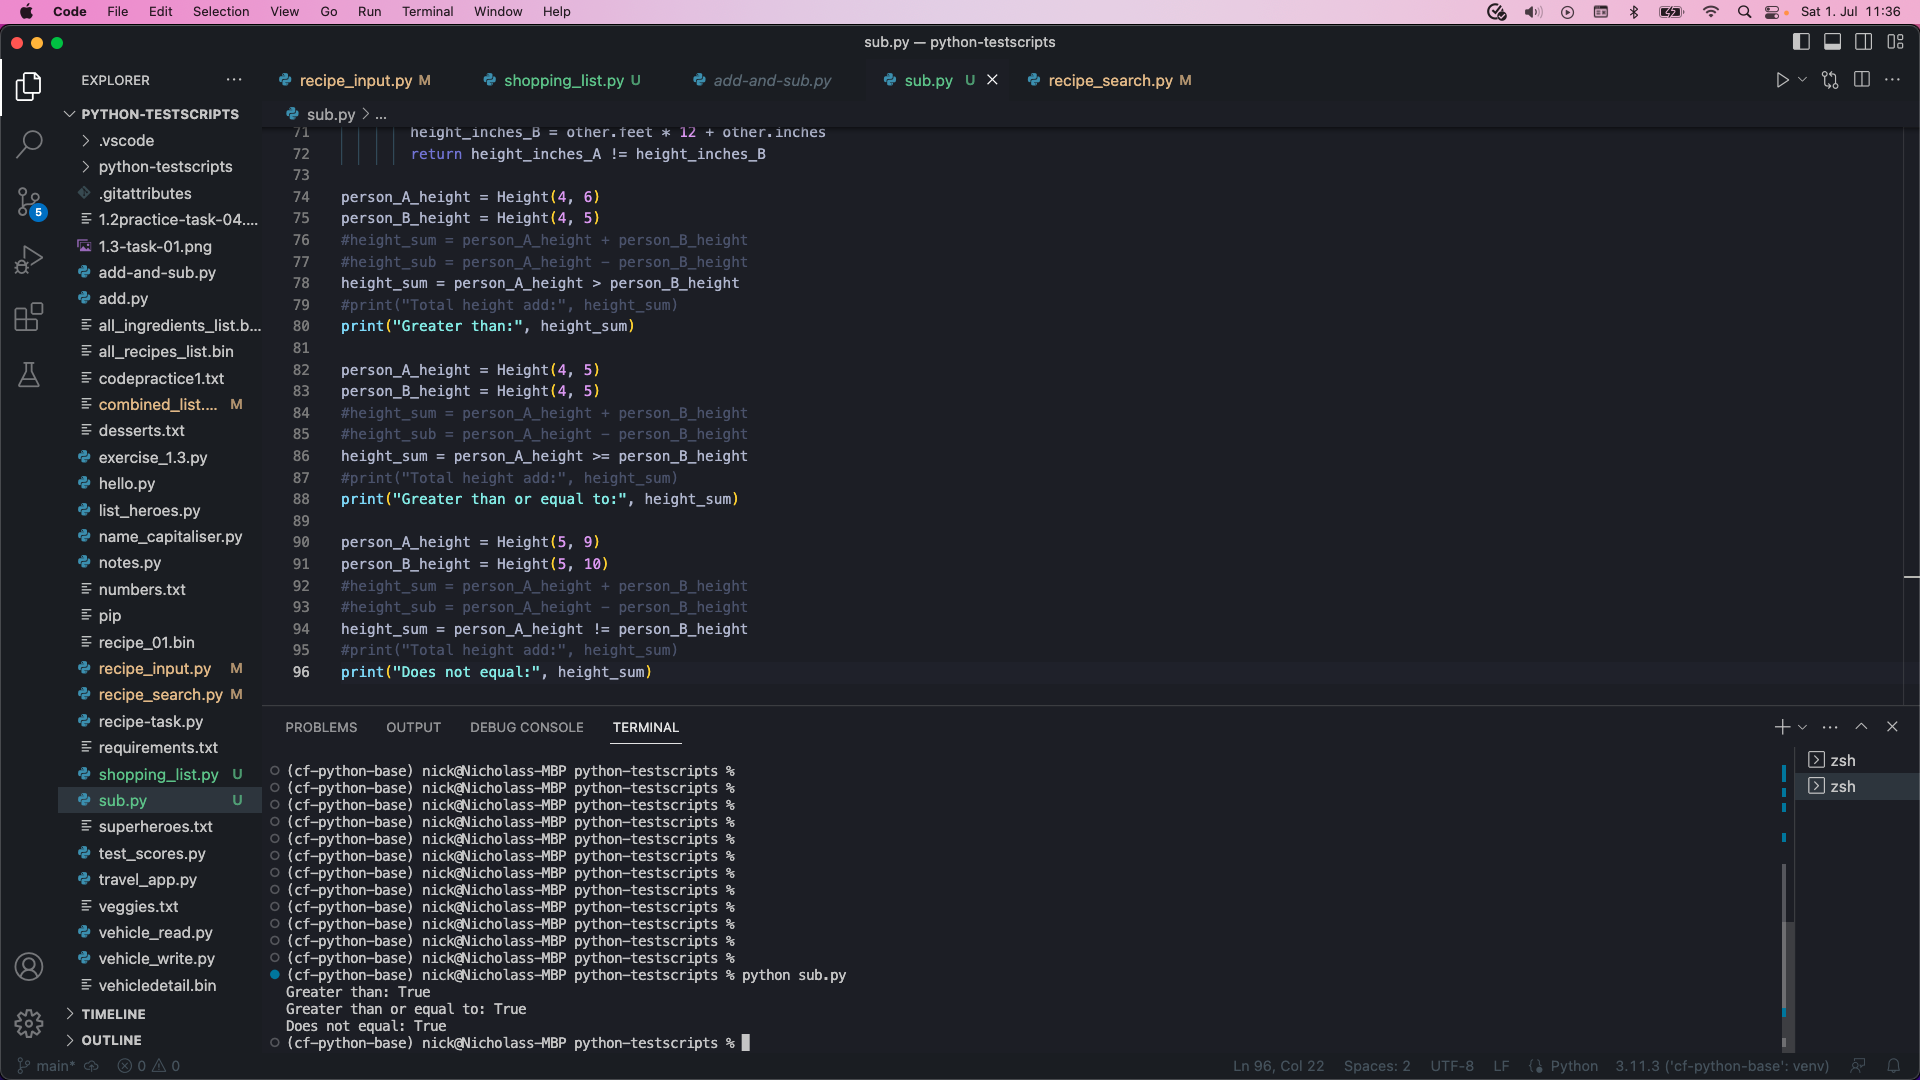 Code File Edit Selection View Go Run Terminal Window Help Sat 1. Jul 11:36
sub.py — python-testscripts
EXPLORER
recipe_input.py M shopping_list.py U add-and-sub.py sub.py U recipe_search.py M
PYTHON-TESTSCRIPTS
.vscode
python-testscripts
.gitattributes
1.2practice-task-04....
1.3-task-01.png
add-and-sub.py
add.py
all_ingredients_list.b...
all_recipes_list.bin
codepractice1.txt
combined_list.... M
desserts.txt
exercise_1.3.py
hello.py
list_heroes.py
name_capitaliser.py
notes.py
numbers.txt
pip
recipe_01.bin
recipe_input.py M
recipe_search.py M
recipe-task.py
requirements.txt
shopping_list.py U
sub.py U
superheroes.txt
test_scores.py
travel_app.py
veggies.txt
vehicle_read.py
vehicle_write.py
vehicledetail.bin
TIMELINE
OUTLINE
5
sub.py > ...
71 height_inches_B = other.feet * 12 + other.inches
72 return height_inches_A != height_inches_B
73
74 person_A_height = Height(4, 6)
75 person_B_height = Height(4, 5)
76 #height_sum = person_A_height + person_B_height
77 #height_sub = person_A_height - person_B_height
78 height_sum = person_A_height > person_B_height
79 #print("Total height add:", height_sum)
80 print("Greater than:", height_sum)
81
82 person_A_height = Height(4, 5)
83 person_B_height = Height(4, 5)
84 #height_sum = person_A_height + person_B_height
85 #height_sub = person_A_height - person_B_height
86 height_sum = person_A_height >= person_B_height
87 #print("Total height add:", height_sum)
88 print("Greater than or equal to:", height_sum)
89
90 person_A_height = Height(5, 9)
91 person_B_height = Height(5, 10)
92 #height_sum = person_A_height + person_B_height
93 #height_sub = person_A_height - person_B_height
94 height_sum = person_A_height != person_B_height
95 #print("Total height add:", height_sum)
96 print("Does not equal:", height_sum)
PROBLEMS OUTPUT DEBUG CONSOLE TERMINAL
(cf-python-base) nick@Nicholass-MBP python-testscripts %
(cf-python-base) nick@Nicholass-MBP python-testscripts %
(cf-python-base) nick@Nicholass-MBP python-testscripts %
(cf-python-base) nick@Nicholass-MBP python-testscripts %
(cf-python-base) nick@Nicholass-MBP python-testscripts %
(cf-python-base) nick@Nicholass-MBP python-testscripts %
(cf-python-base) nick@Nicholass-MBP python-testscripts %
(cf-python-base) nick@Nicholass-MBP python-testscripts %
(cf-python-base) nick@Nicholass-MBP python-testscripts %
(cf-python-base) nick@Nicholass-MBP python-testscripts %
(cf-python-base) nick@Nicholass-MBP python-testscripts %
(cf-python-base) nick@Nicholass-MBP python-testscripts %
(cf-python-base) nick@Nicholass-MBP python-testscripts % python sub.py
Greater than: True
Greater than or equal to: True
Does not equal: True
(cf-python-base) nick@Nicholass-MBP python-testscripts %
zsh
zsh
main* 0 0 Ln 96, Col 22 Spaces: 2 UTF-8 LF Python 3.11.3 ('cf-python-base': venv)